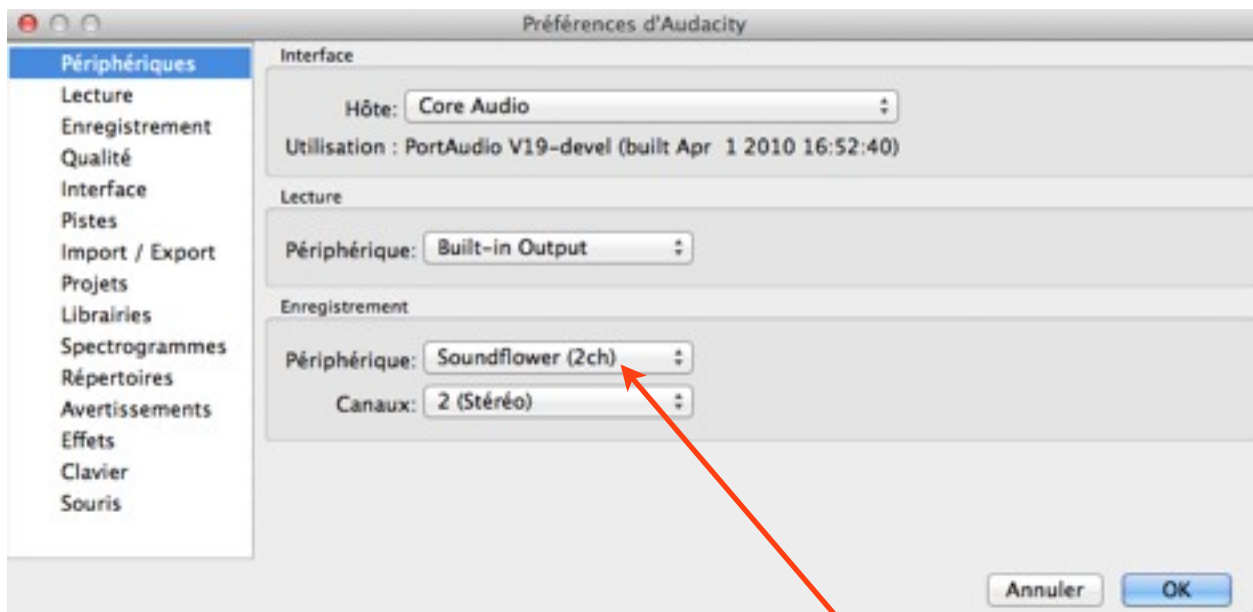 Préférences d'Audacity
Périphériques
Lecture
Enregistrement
Qualité
Interface
Pistes
Import / Export
Projets
Librairies
Spectrogrammes
Répertoires
Avertissements
Effets
Clavier
Souris
Interface
Hôte: Core Audio
Utilisation : PortAudio V19-devel (built Apr 1 2010 16:52:40)
Lecture
Périphérique: Built-in Output
Enregistrement
Périphérique: Soundflower (2ch)
Canaux: 2 (Stéréo)
Annuler OK